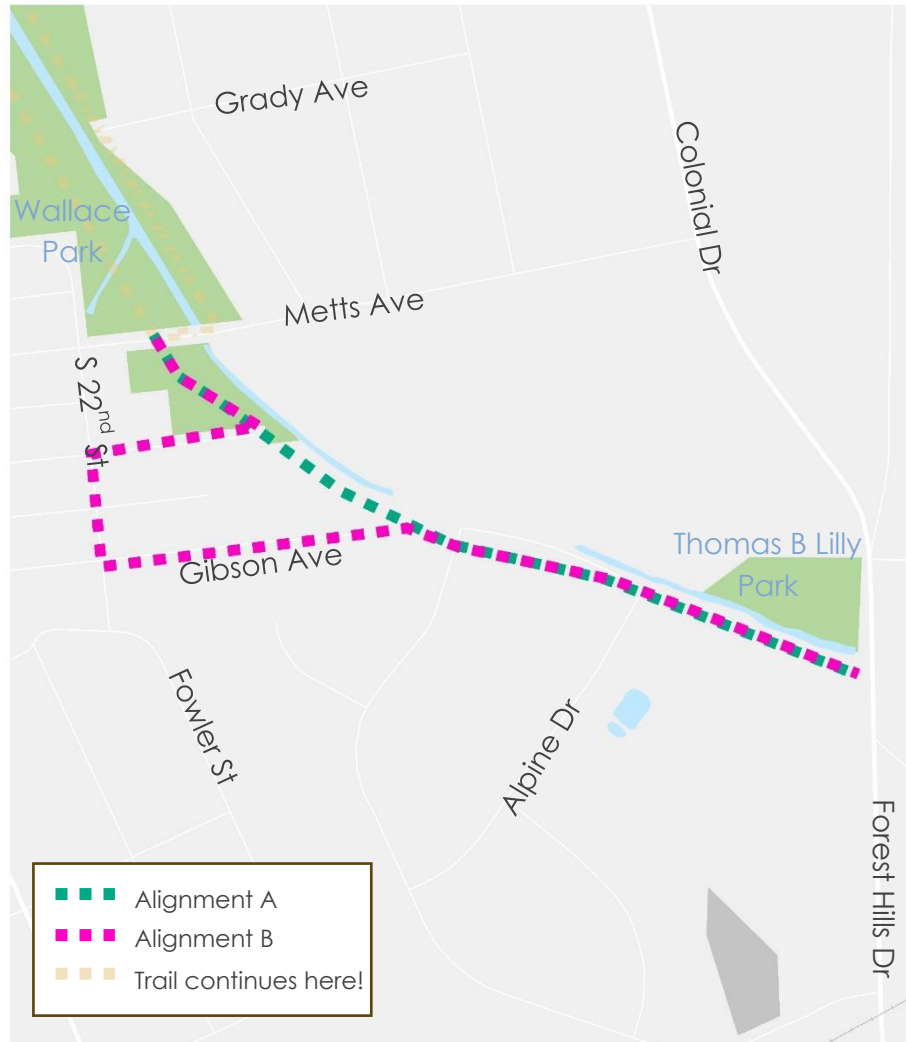 Grady Ave
Colonial Dr
Wallace
Park
Metts Ave
S 22nd St
Thomas B Lilly
Park
Gibson Ave
Fowler St
Alpine Dr
Forest Hills Dr
Alignment A
Alignment B
Trail continues here!